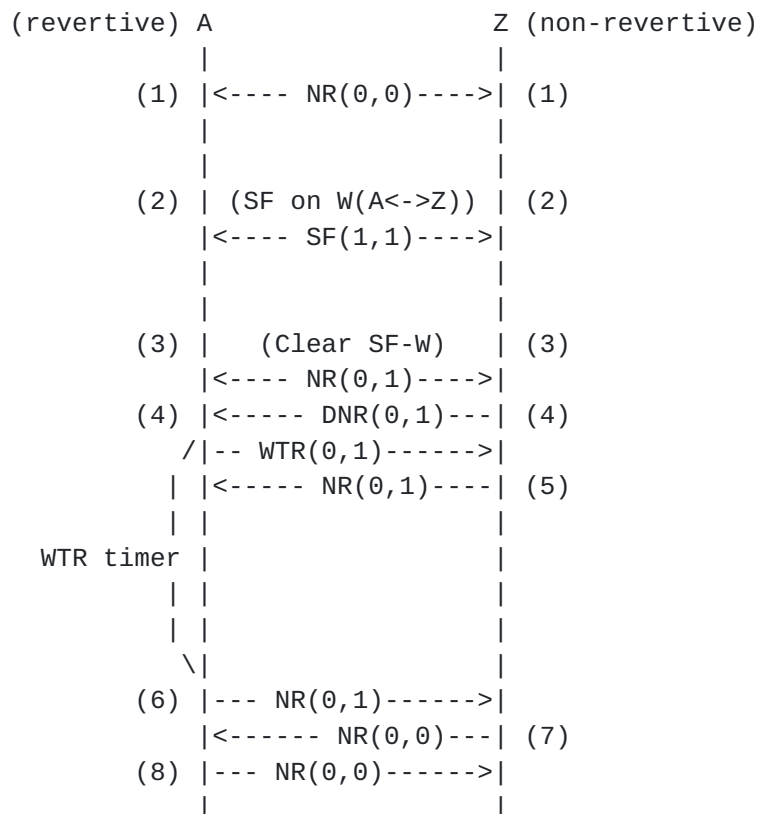 (revertive) A                  Z (non-revertive)
            |                  |
        (1) |<---- NR(0,0)---->| (1)
            |                  |
            |                  |
        (2) | (SF on W(A<->Z)) | (2)
            |<---- SF(1,1)---->|
            |                  |
            |                  |
        (3) |   (Clear SF-W)   | (3)
            |<---- NR(0,1)---->|
        (4) |<----- DNR(0,1)---| (4)
           /|-- WTR(0,1)------>|
          | |<----- NR(0,1)----| (5)
          | |                  |
  WTR timer |                  |
          | |                  |
          | |                  |
           \|                  |
        (6) |--- NR(0,1)------>|
            |<------ NR(0,0)---| (7)
        (8) |--- NR(0,0)------>|
            |                  |